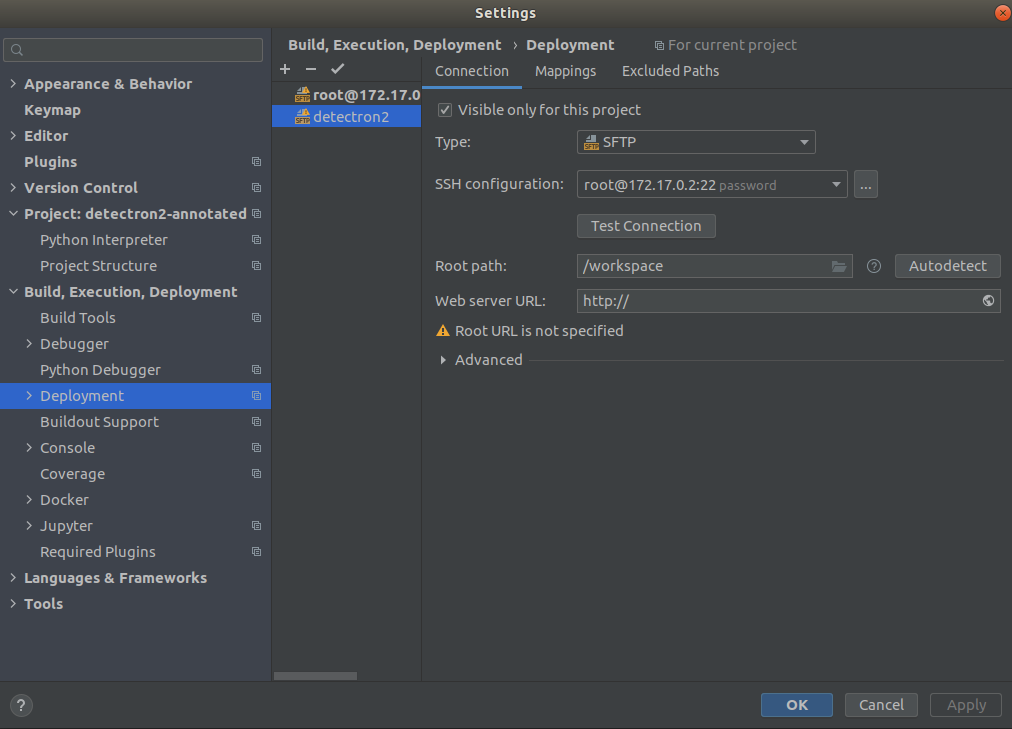 Settings
Build, Execution, Deployment › Deployment For current project
Connection Mappings Excluded Paths
Appearance & Behavior
Keymap
Editor
Plugins
Version Control
Project: detectron2-annotated
Python Interpreter
Project Structure
Build, Execution, Deployment
Build Tools
Debugger
Python Debugger
Deployment
Buildout Support
Console
Coverage
Docker
Jupyter
Required Plugins
Languages & Frameworks
Tools
SFTP root@172.17.0
SFTP detectron2
Visible only for this project
Type: SFTP SFTP
SSH configuration: root@172.17.0.2:22 password ...
Test Connection
Root path: /workspace ? Autodetect
Web server URL: http://
Root URL is not specified
Advanced
? OK Cancel Apply